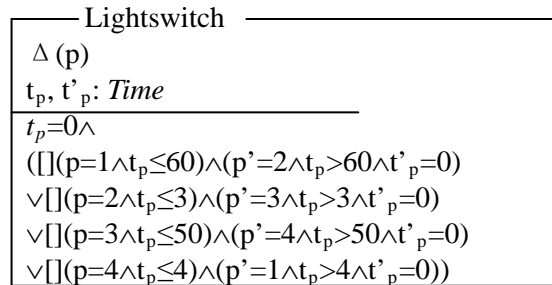 Lightswitch
Δ (p)
tₚ, t’ₚ: Time
tₚ=0∧
([](p=1∧tₚ≤60)∧(p’=2∧tₚ>60∧t’ₚ=0)
∨[](p=2∧tₚ≤3)∧(p’=3∧tₚ>3∧t’ₚ=0)
∨[](p=3∧tₚ≤50)∧(p’=4∧tₚ>50∧t’ₚ=0)
∨[](p=4∧tₚ≤4)∧(p’=1∧tₚ>4∧t’ₚ=0))